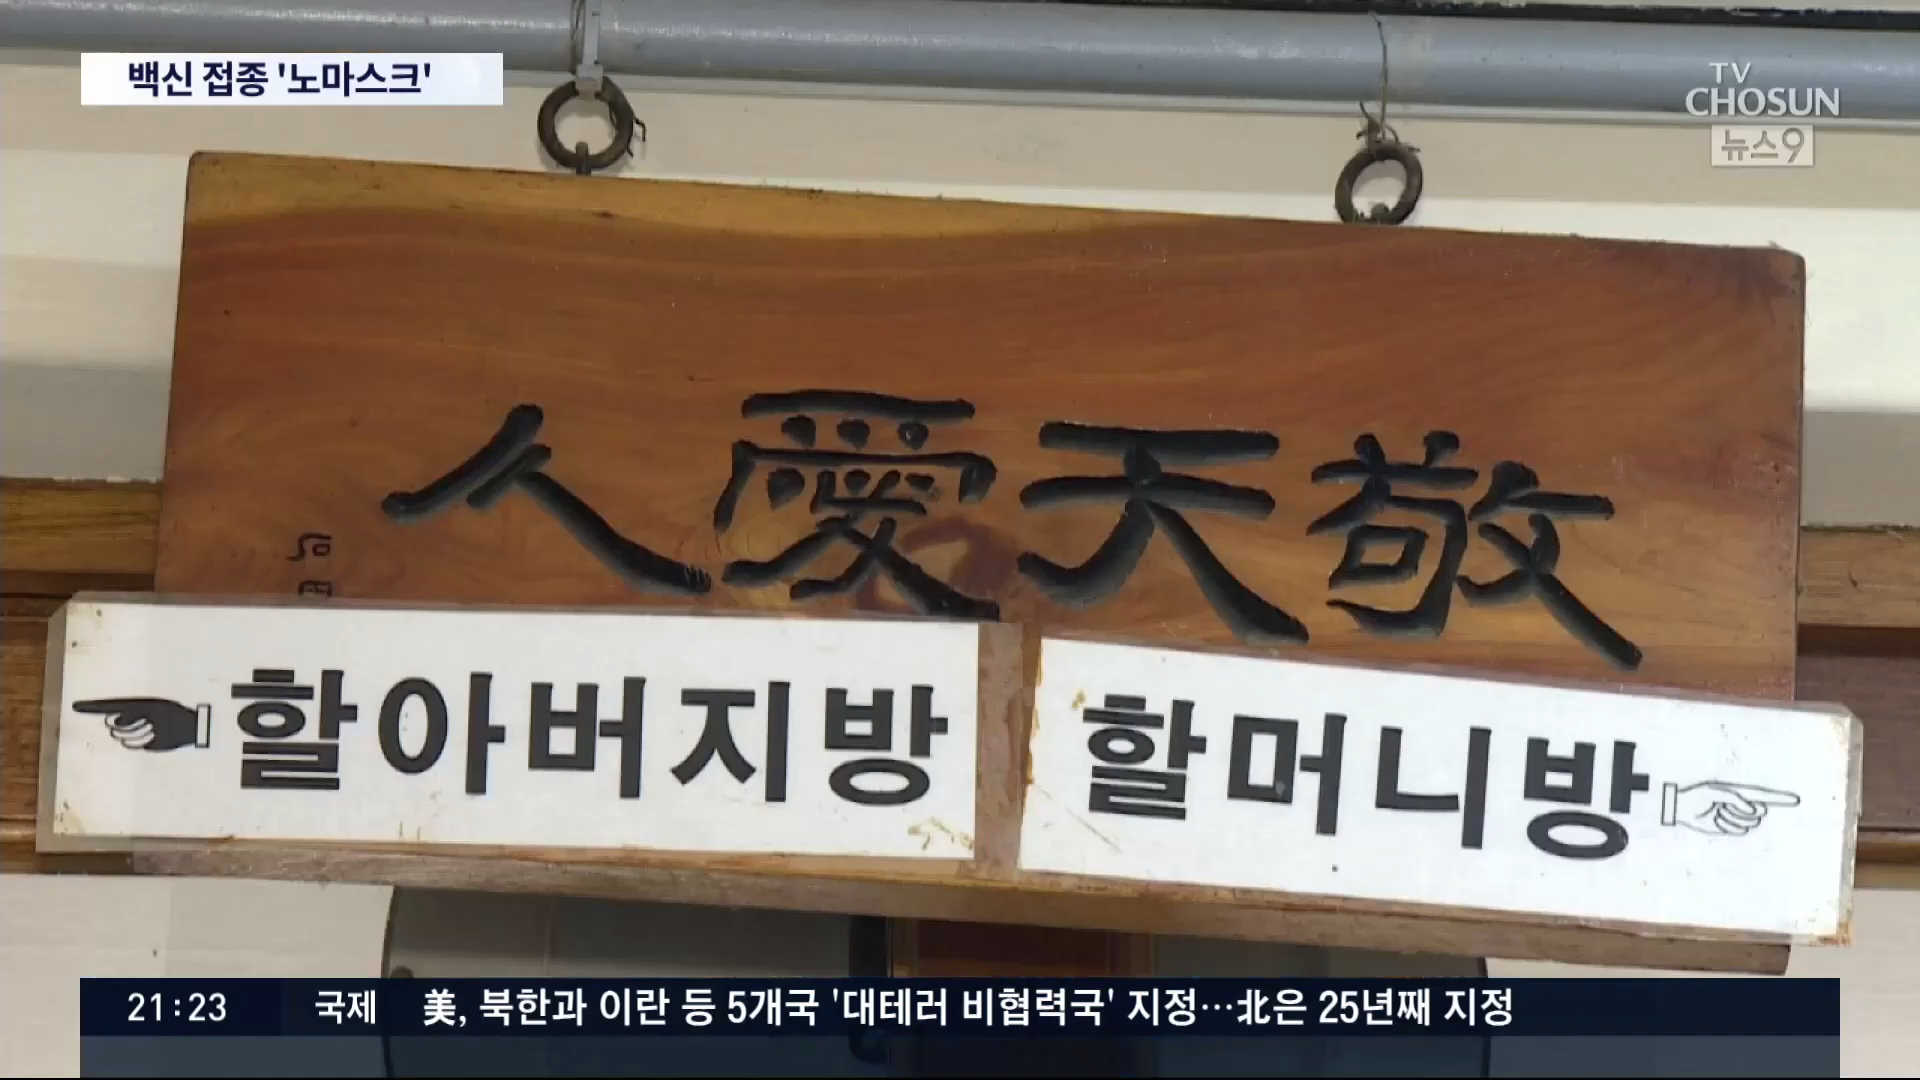 백신 접종 '노마스크'
TV
CHOSUN
뉴스9
敬天愛人
할아버지방
할머니방
21:23 국제 美, 북한과 이란 등 5개국 '대테러 비협력국' 지정…北은 25년째 지정